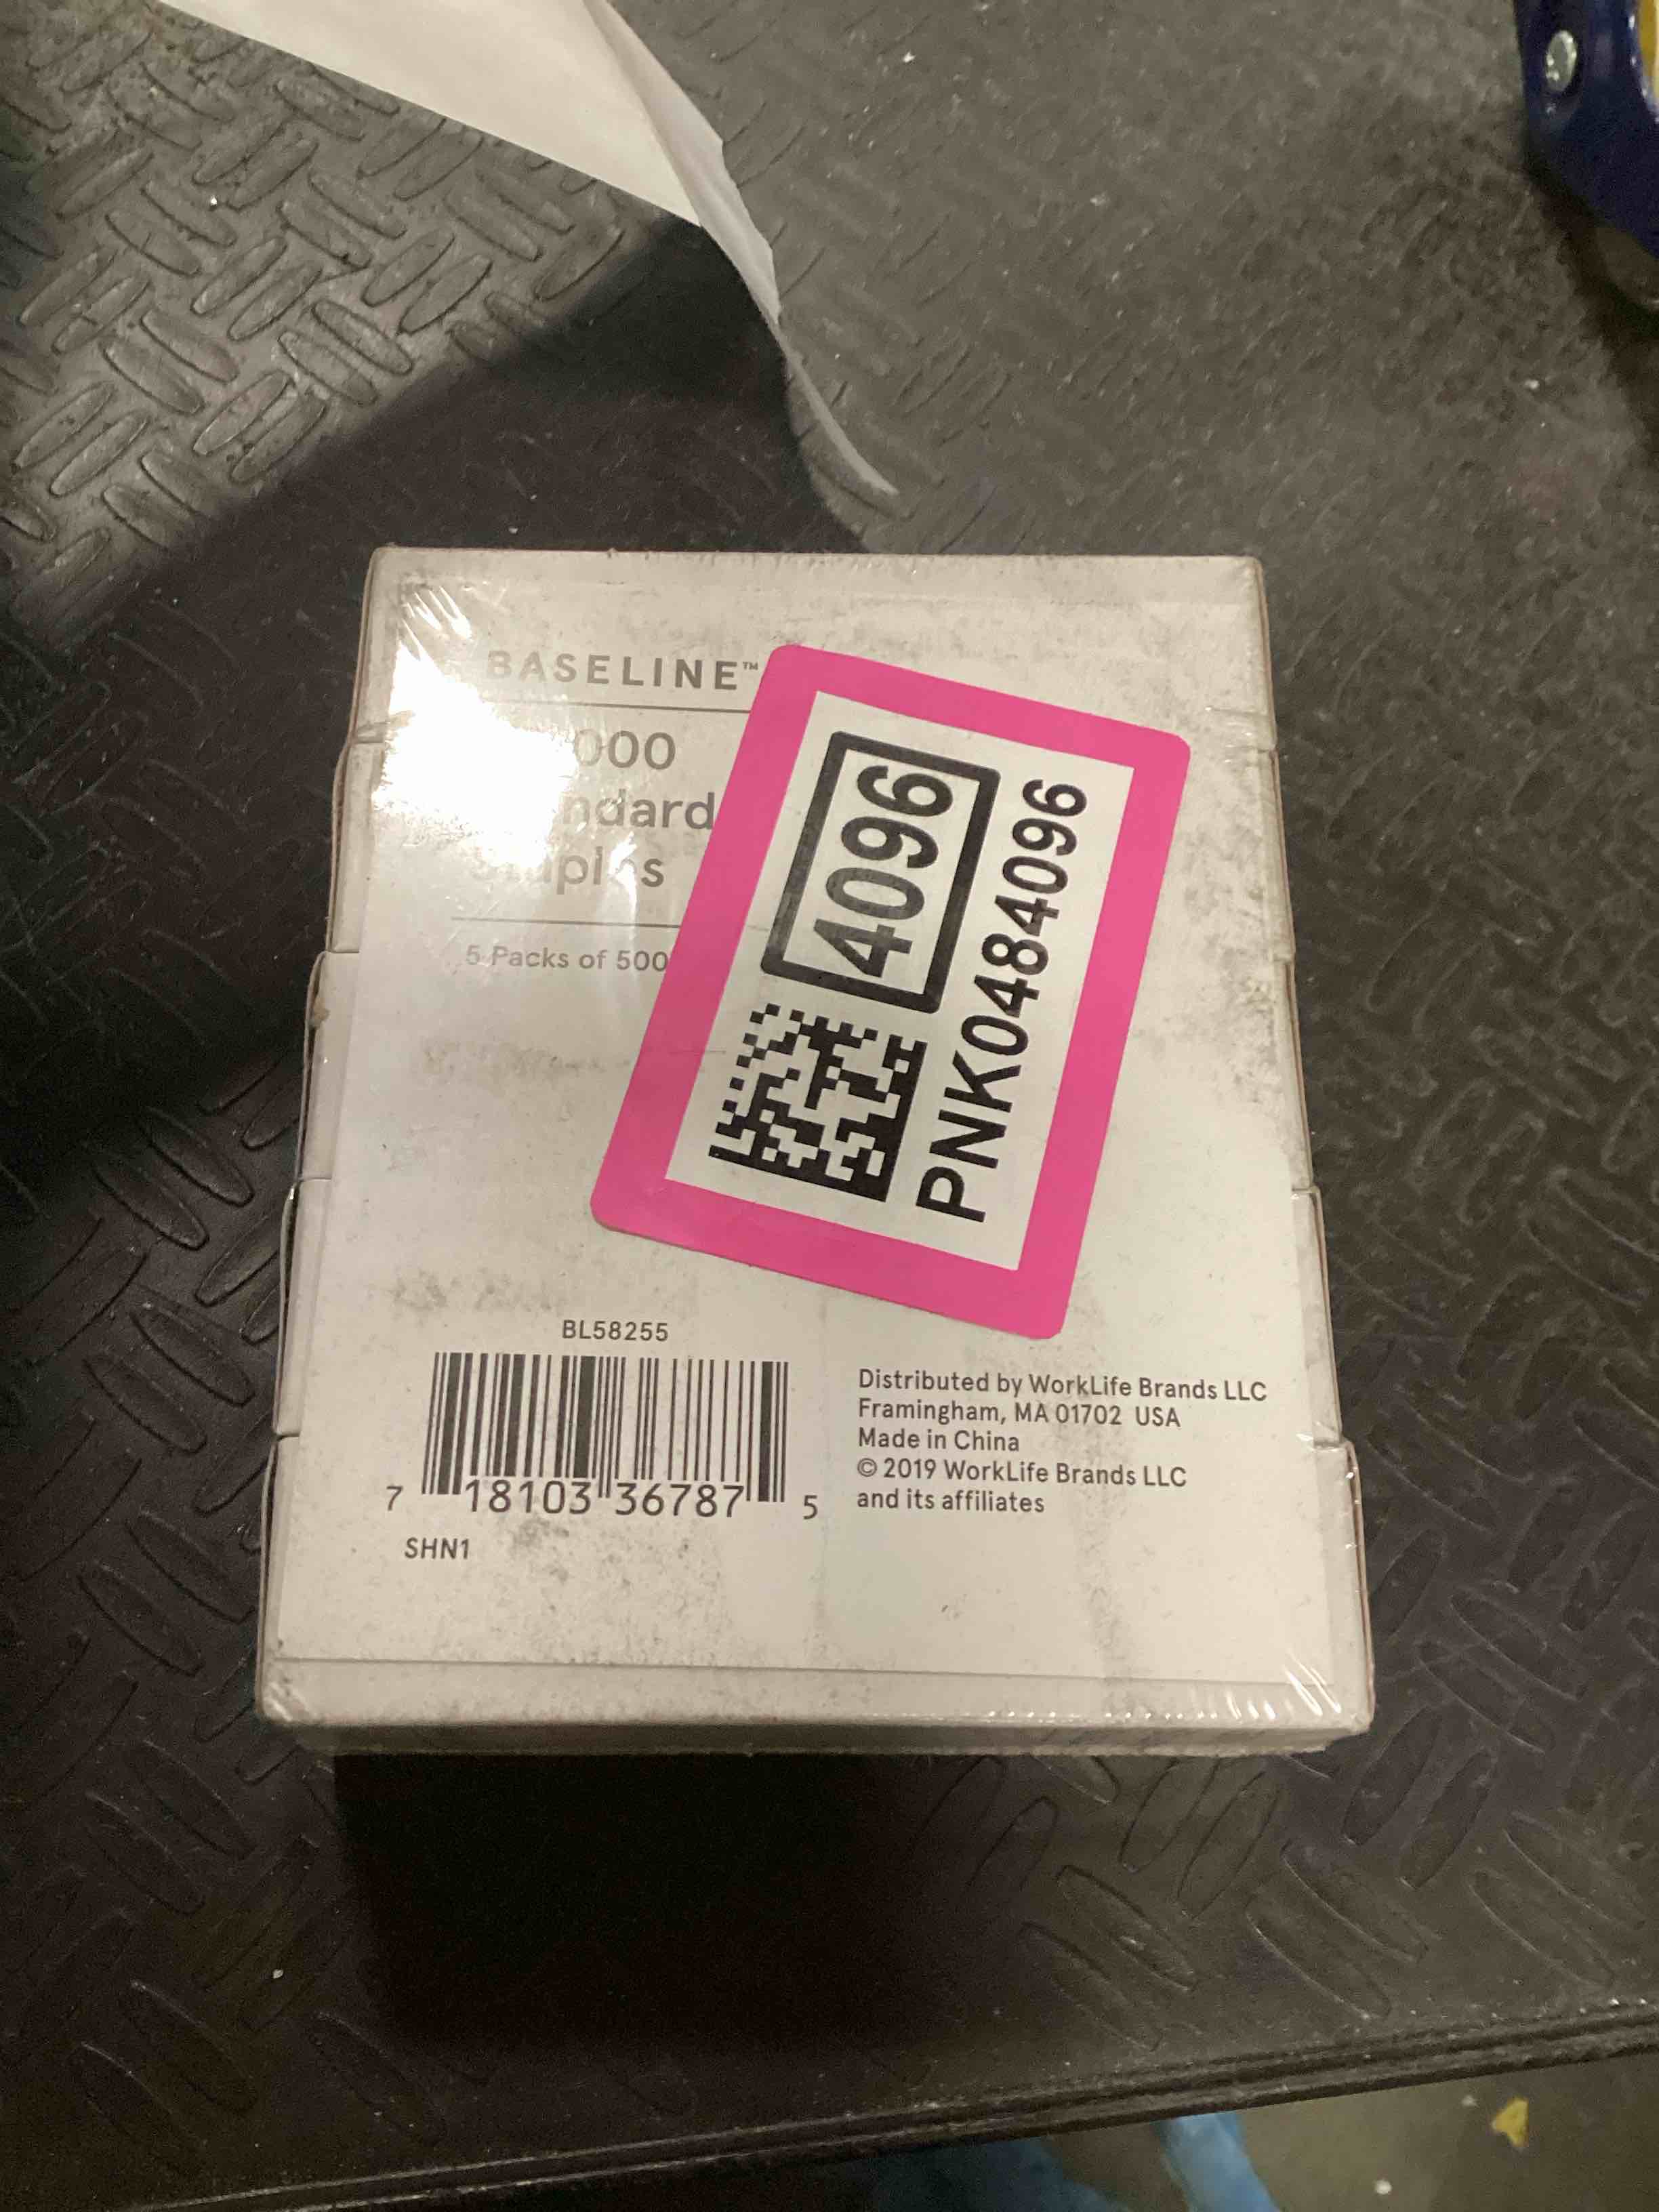 BASELINE™
000
ndard
5 Packs of 500
4096
PNK0484096
BL58255
7 18103 36787 5
SHN1
Distributed by WorkLife Brands LLC
Framingham, MA 01702 USA
Made in China
© 2019 WorkLife Brands LLC
and its affiliates